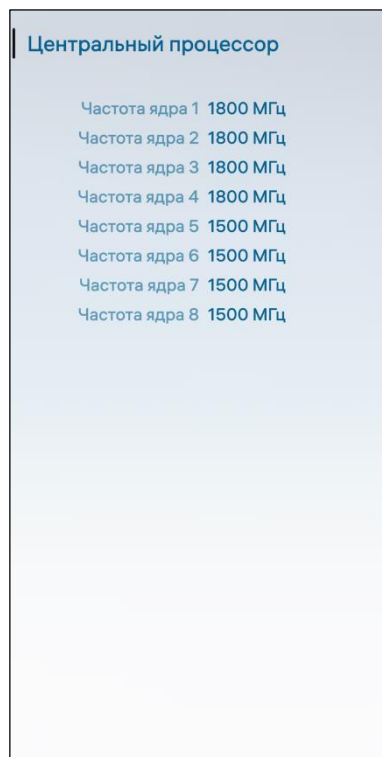 Центральный процессор
Частота ядра 1 1800 МГц
Частота ядра 2 1800 МГц
Частота ядра 3 1800 МГц
Частота ядра 4 1800 МГц
Частота ядра 5 1500 МГц
Частота ядра 6 1500 МГц
Частота ядра 7 1500 МГц
Частота ядра 8 1500 МГц